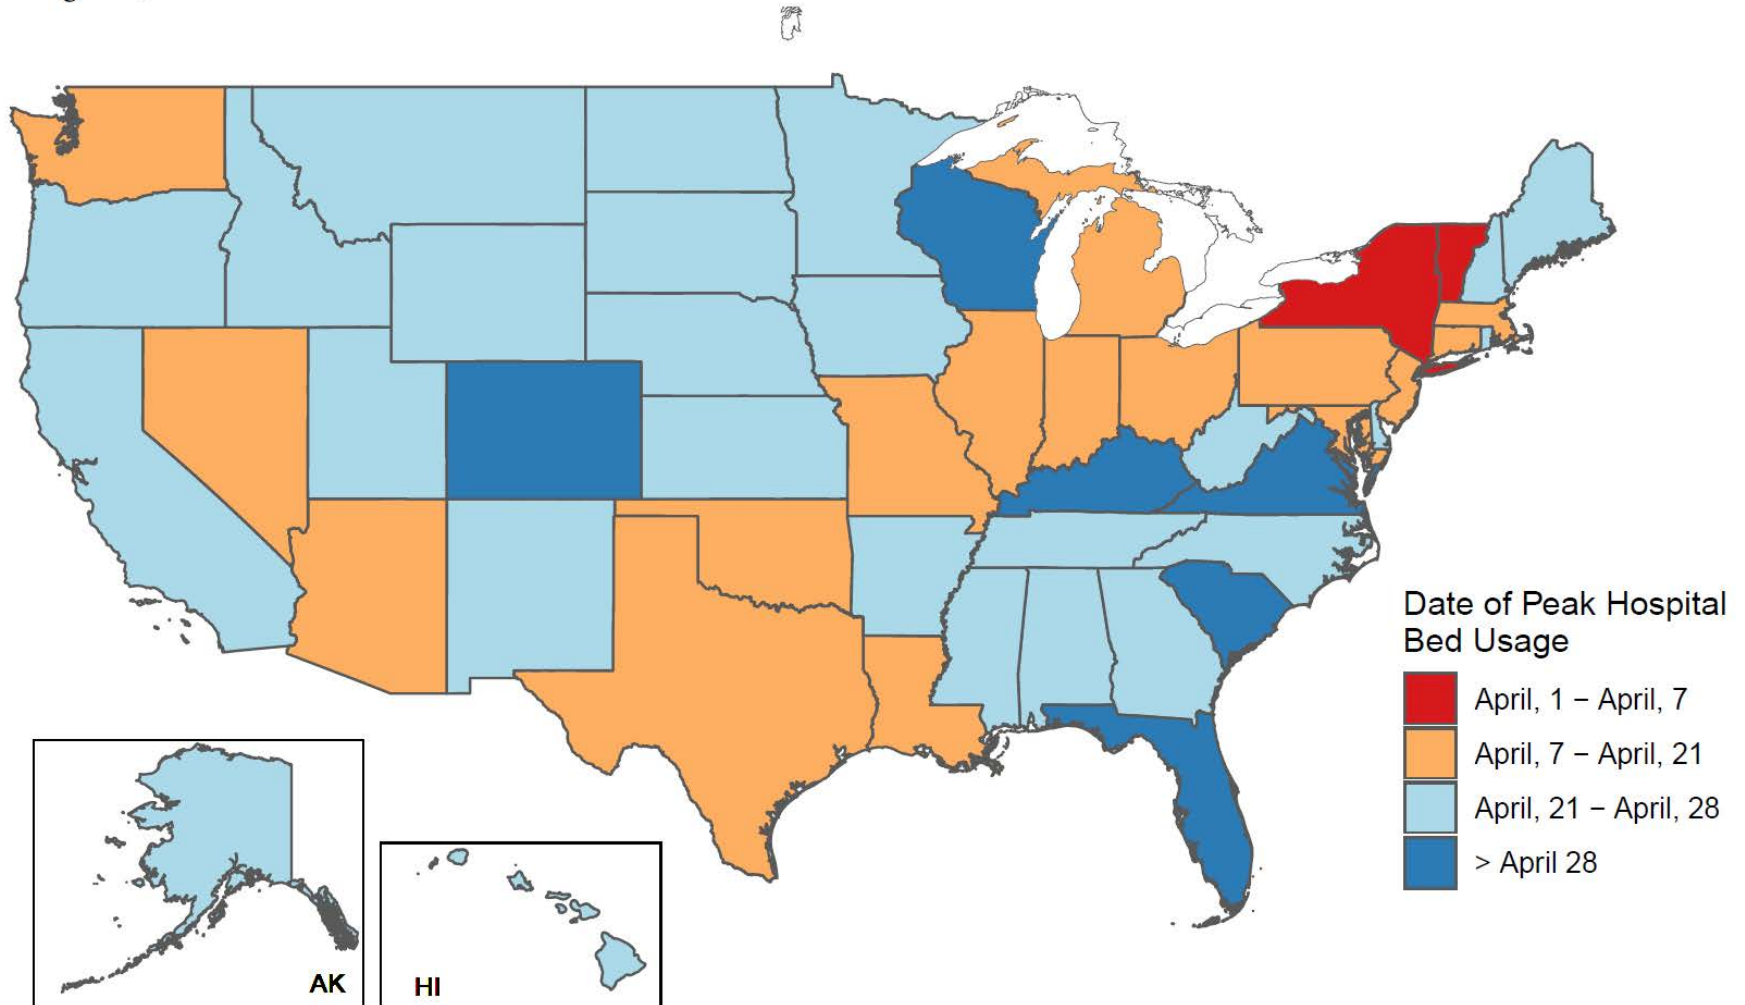 Date of Peak Hospital
Bed Usage
April, 1 − April, 7
April, 7 − April, 21
April, 21 − April, 28
> April 28
AK
HI